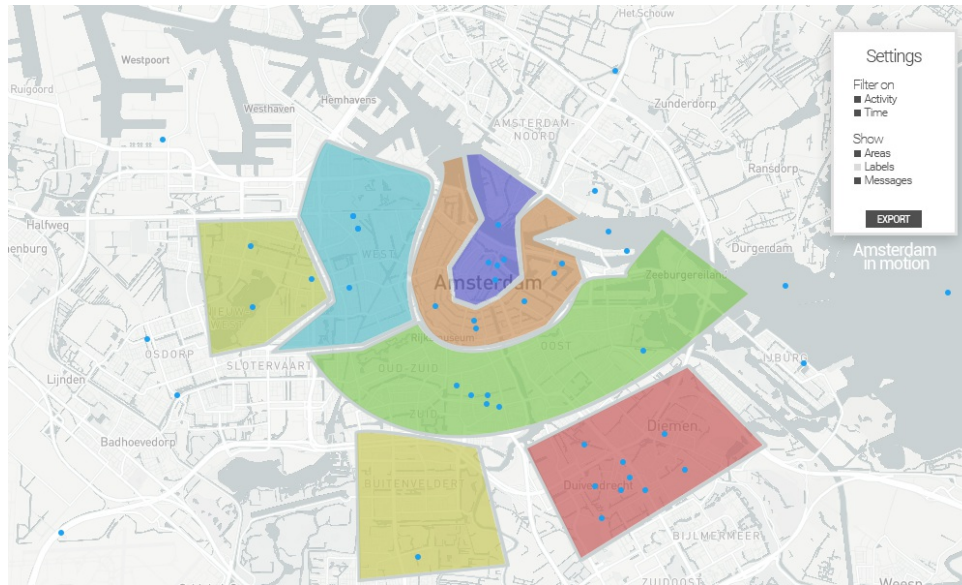 Het Schouw
Settings
Westpoort
Filter on
Ruigoord
Activity
Time
Hemhavens
Westhaven
Zunderdorp
AMSTERDAM-
NOORD
Show
Areas
Labels
Messages
Ransdorp
EXPORT
Halfweg
Amsterdam
in motion
Durgerdam
WEST
Zeeburgereiland
Amsterdam
Rijksmuseum
OOST
OSDORP
SLOTERVAART
OUD-ZUID
IJBURG
Lijnden
ZUID
Diemen
Badhoevedorp
BUITENVELDERT
Duivendrecht
BIJLMERMEER
ZUIDOOST
Weesp